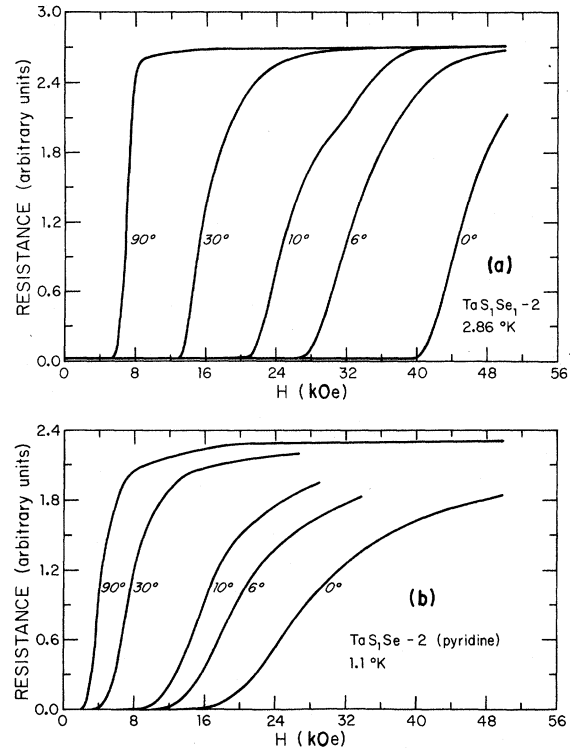 3.0
2.4
1.8
1.2
0.6
0.0
RESISTANCE (arbitrary units)
90°
30°
10°
6°
0°
(a)
TaS₁Se₁-2
2.86 °K
0 8 16 24 32 40 48 56
H (kOe)
2.4
1.8
1.2
0.6
0.0
RESISTANCE (arbitrary units)
90°
30°
10°
6°
0°
(b)
TaS₁Se-2 (pyridine)
1.1 °K
0 8 16 24 32 40 48 56
H (kOe)